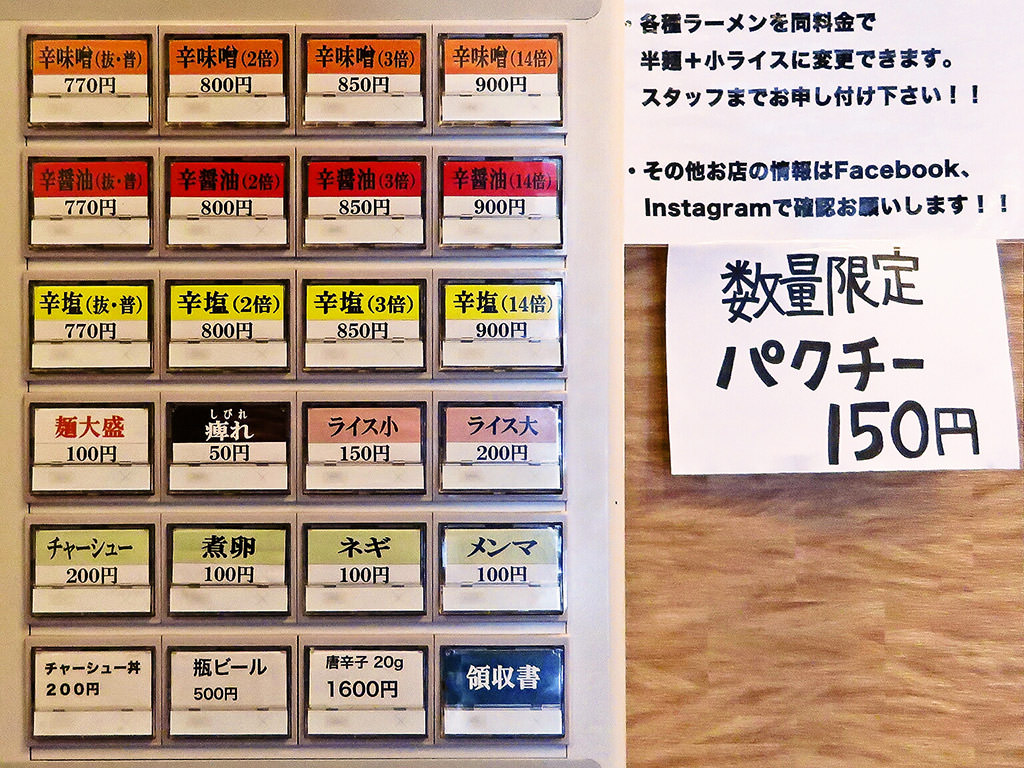 辛味噌(抜・普)
770円
辛味噌(2倍)
800円
辛味噌(3倍)
850円
辛味噌(14倍)
900円
辛醤油(抜・普)
770円
辛醤油(2倍)
800円
辛醤油(3倍)
850円
辛醤油(14倍)
900円
辛塩(抜・普)
770円
辛塩(2倍)
800円
辛塩(3倍)
850円
辛塩(14倍)
900円
麺大盛
100円
しびれ
痺れ
50円
ライス小
150円
ライス大
200円
チャーシュー
200円
煮卵
100円
ネギ
100円
メンマ
100円
チャーシュー丼
200円
瓶ビール
500円
唐辛子 20g
1600円
領収書
・各種ラーメンを同料金で
半麺+小ライスに変更できます。
スタッフまでお申し付け下さい!!
・その他お店の情報はFacebook、
Instagramで確認お願いします!!
数量限定
パクチー
150円